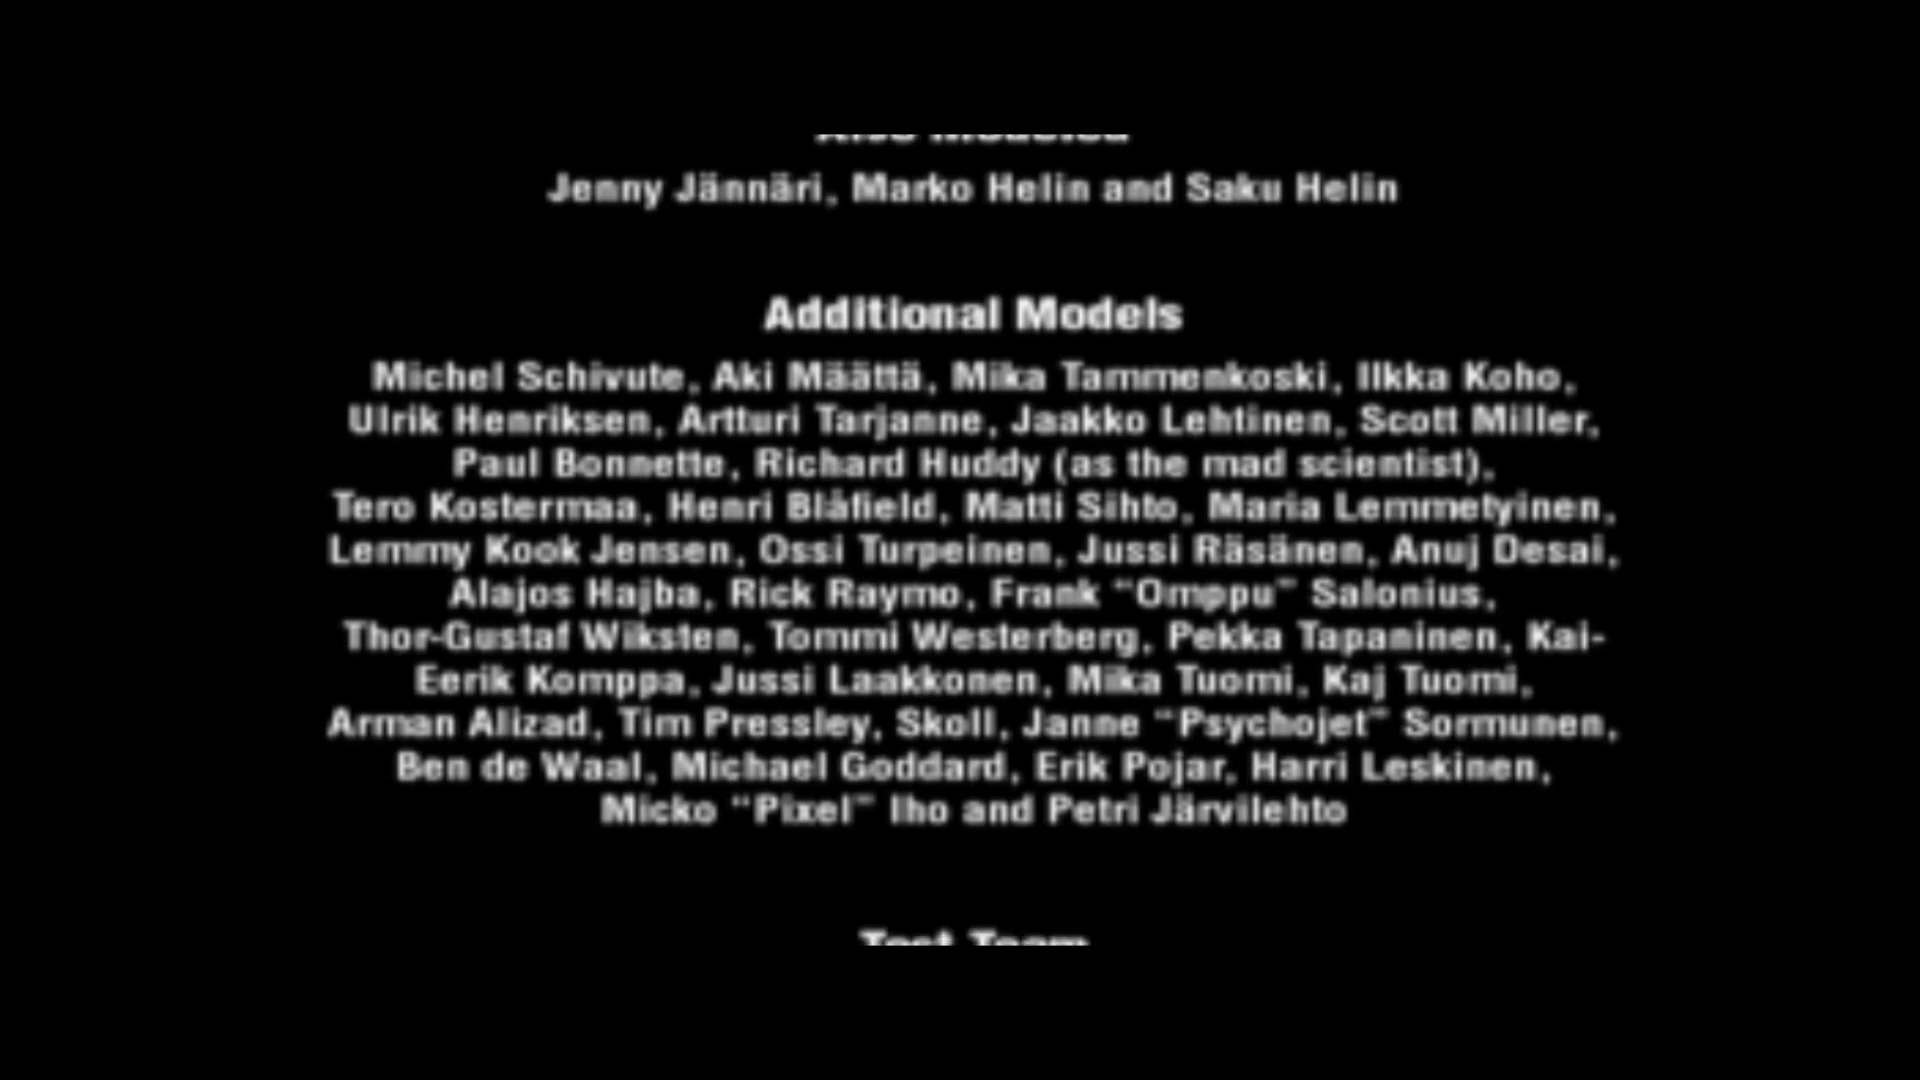 Also Modeled
Jenny Jännäri, Marko Helin and Saku Helin
Additional Models
Michel Schivute, Aki Määttä, Mika Tammenkoski, Ilkka Koho,
Ulrik Henriksen, Artturi Tarjanne, Jaakko Lehtinen, Scott Miller,
Paul Bonnette, Richard Huddy (as the mad scientist),
Tero Kostermaa, Henri Blåfield, Matti Sihto, Maria Lemmetyinen,
Lemmy Kook Jensen, Ossi Turpeinen, Jussi Räsänen, Anuj Desai,
Alajos Hajba, Rick Raymo, Frank “Omppu” Salonius,
Thor-Gustaf Wiksten, Tommi Westerberg, Pekka Tapaninen, Kai-
Eerik Komppa, Jussi Laakkonen, Mika Tuomi, Kaj Tuomi,
Arman Alizad, Tim Pressley, Skoll, Janne “Psychojet” Sormunen,
Ben de Waal, Michael Goddard, Erik Pojar, Harri Leskinen,
Micko “Pixel” Iho and Petri Järvilehto
Test Team